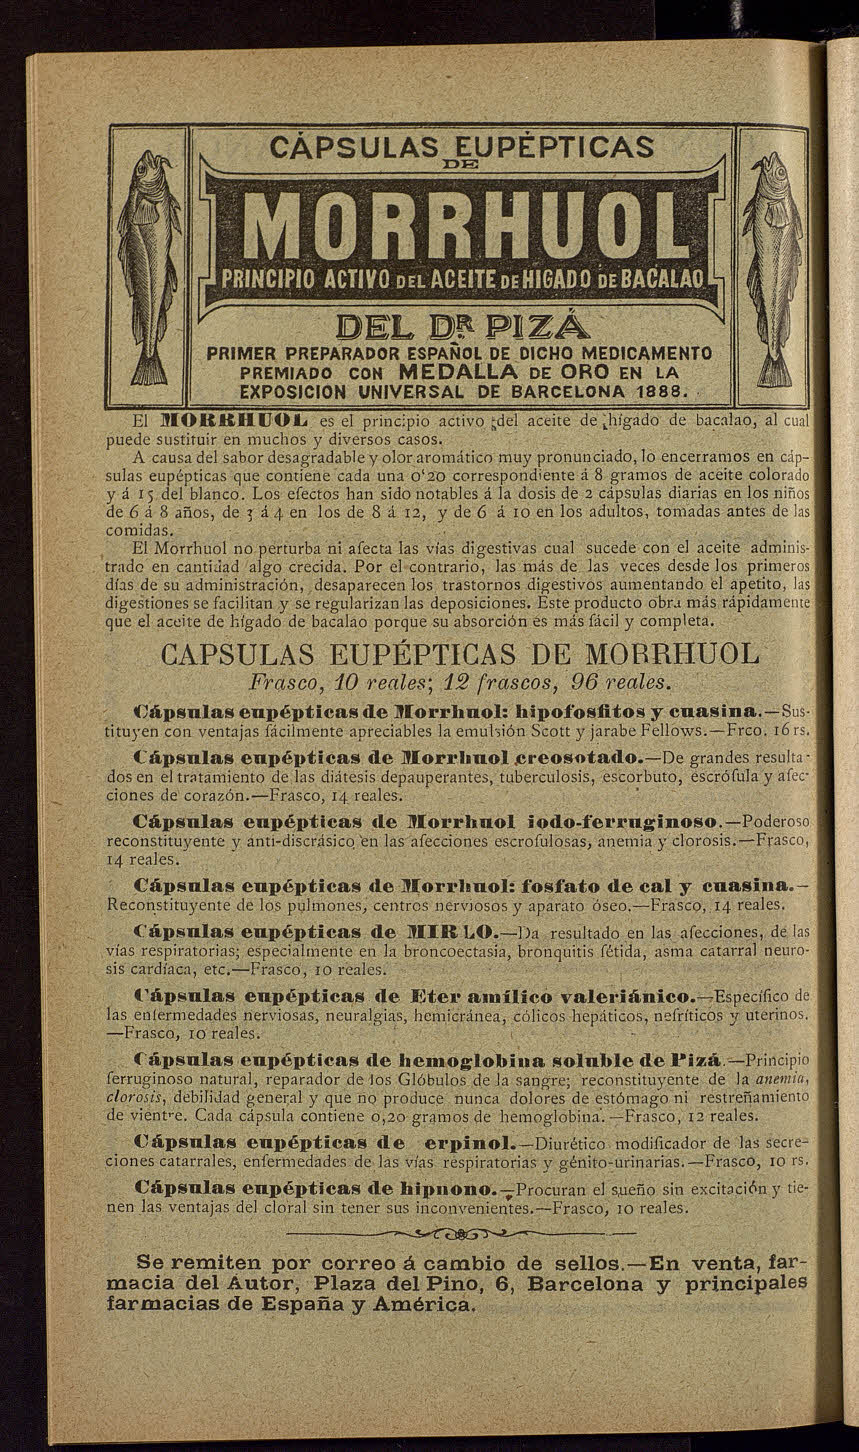 CÁPSULAS EUPÉPTICAS
DE
MORRHUOL
PRINCIPIO ACTIVO DEL ACEITE DE HIGADO DE BACALAO
DEL DR. PIZÁ
PRIMER PREPARADOR ESPAÑOL DE DICHO MEDICAMENTO
PREMIADO CON MEDALLA DE ORO EN LA
EXPOSICION UNIVERSAL DE BARCELONA 1888.
El MORRHUOL es el principio activo del aceite de hígado de bacalao, al cual
puede sustituir en muchos y diversos casos.
A causa del sabor desagradable y olor aromático muy pronunciado, lo encerramos en cáp-
sulas eupépticas que contiene cada una 0‘20 correspondiente á 8 gramos de aceite colorado
y á 15 del blanco. Los efectos han sido notables á la dosis de 2 cápsulas diarias en los niños
de 6 á 8 años, de 3 á 4 en los de 8 á 12, y de 6 á 10 en los adultos, tomadas antes de las
comidas.
El Morrhuol no perturba ni afecta las vías digestivas cual sucede con el aceite adminis-
trado en cantidad algo crecida. Por el contrario, las más de las veces desde los primeros
días de su administración, desaparecen los trastornos digestivos aumentando el apetito, las
digestiones se facilitan y se regularizan las deposiciones. Este producto obra más rápidamente
que el aceite de hígado de bacalao porque su absorción es más fácil y completa.
CAPSULAS EUPÉPTICAS DE MORRHUOL
Frasco, 10 reales; 12 frascos, 96 reales.
Cápsulas eupépticas de Morrhuol: hipofosfitos y cuasina.—Sus-
tituyen con ventajas fácilmente apreciables la emulsión Scott y jarabe Fellows.—Frco. 16 rs.
Cápsulas eupépticas de Morrhuol creosotado.—De grandes resulta-
dos en el tratamiento de las diátesis depauperantes, tuberculosis, escorbuto, escrófula y afec-
ciones de corazón.—Frasco, 14 reales.
Cápsulas eupépticas de Morrhuol iodo-ferruginoso.—Poderoso
reconstituyente y anti-discrásico en las afecciones escrofulosas, anemia y clorosis.—Frasco,
14 reales.
Cápsulas eupépticas de Morrhuol: fosfato de cal y cuasina.—
Reconstituyente de los pulmones, centros nerviosos y aparato óseo.—Frasco, 14 reales.
Cápsulas eupépticas de MIRLO.—Da resultado en las afecciones, de las
vías respiratorias; especialmente en la broncoectasia, bronquitis fétida, asma catarral neuro-
sis cardíaca, etc.—Frasco, 10 reales.
Cápsulas eupépticas de Eter amílico valeriánico.—Específico de
las enfermedades nerviosas, neuralgias, hemicránea, cólicos hepáticos, nefríticos y uterinos.
—Frasco, 10 reales.
Cápsulas eupépticas de hemoglobina soluble de Pizá.—Principio
ferruginoso natural, reparador de los Glóbulos de la sangre; reconstituyente de la anemia,
clorosis, debilidad general y que no produce nunca dolores de estómago ni restreñamiento
de vientre. Cada cápsula contiene 0,20 gramos de hemoglobina.—Frasco, 12 reales.
Cápsulas eupépticas de erpinol.—Diurético modificador de las secre-
ciones catarrales, enfermedades de las vías respiratorias y génito-urinarias.—Frasco, 10 rs.
Cápsulas eupépticas de hipnono.—Procuran el sueño sin excitación y tie-
nen las ventajas del cloral sin tener sus inconvenientes.—Frasco, 10 reales.
Se remiten por correo á cambio de sellos.—En venta, far-
macia del Autor, Plaza del Pino, 6, Barcelona y principales
farmacias de España y América.